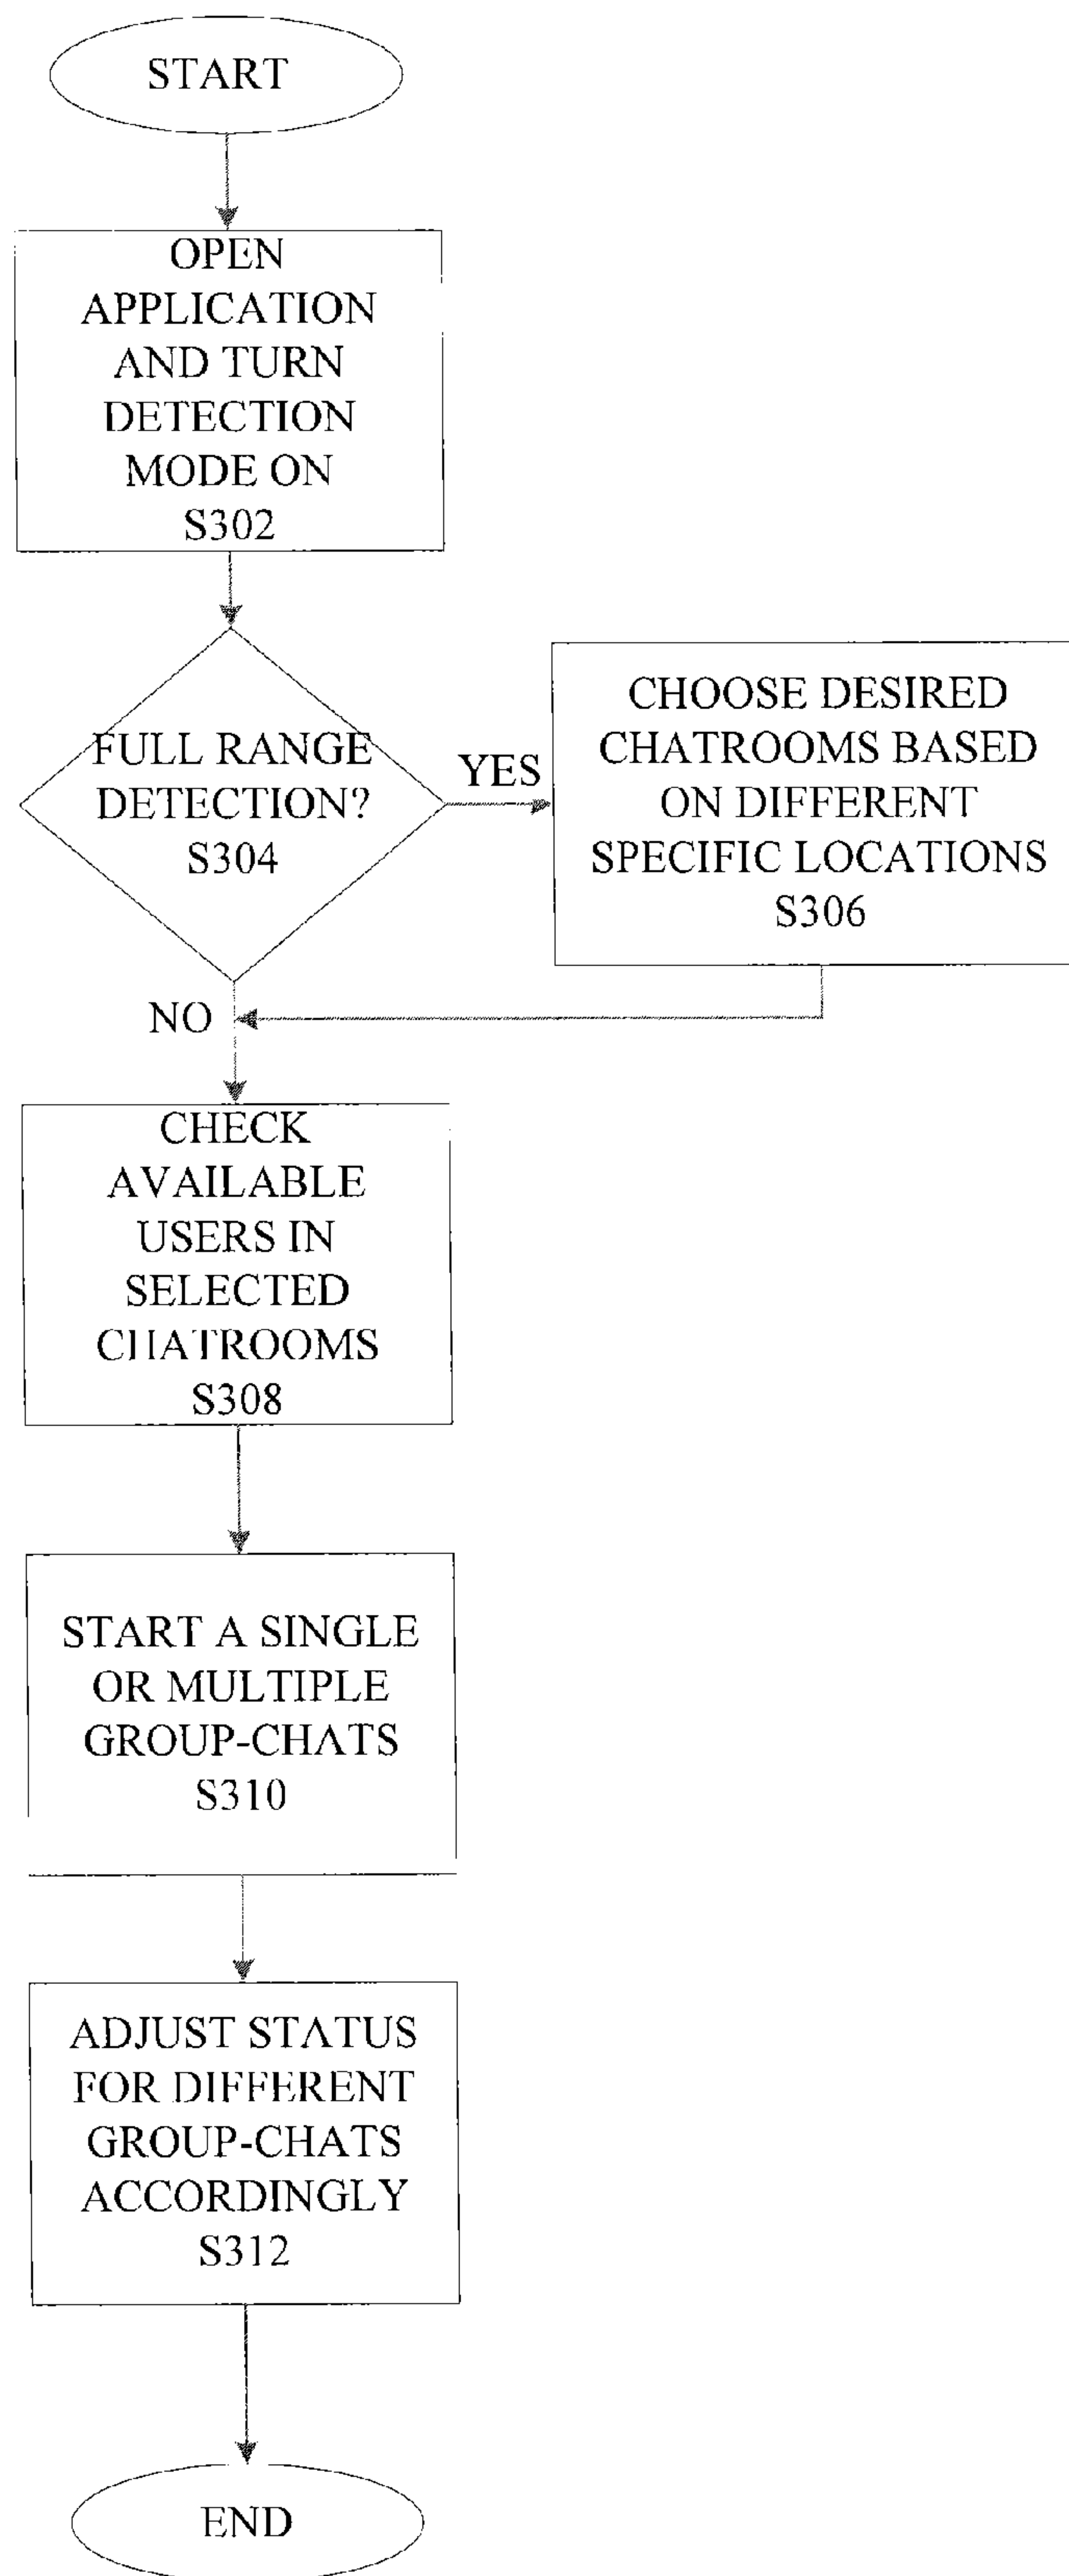 START
OPEN
APPLICATION
AND TURN
DETECTION
MODE ON
S302
FULL RANGE
DETECTION?
S304
YES
CHOOSE DESIRED
CHATROOMS BASED
ON DIFFERENT
SPECIFIC LOCATIONS
S306
NO
CHECK
AVAILABLE
USERS IN
SELECTED
CHATROOMS
S308
START A SINGLE
OR MULTIPLE
GROUP-CHATS
S310
ADJUST STATUS
FOR DIFFERENT
GROUP-CHATS
ACCORDINGLY
S312
END